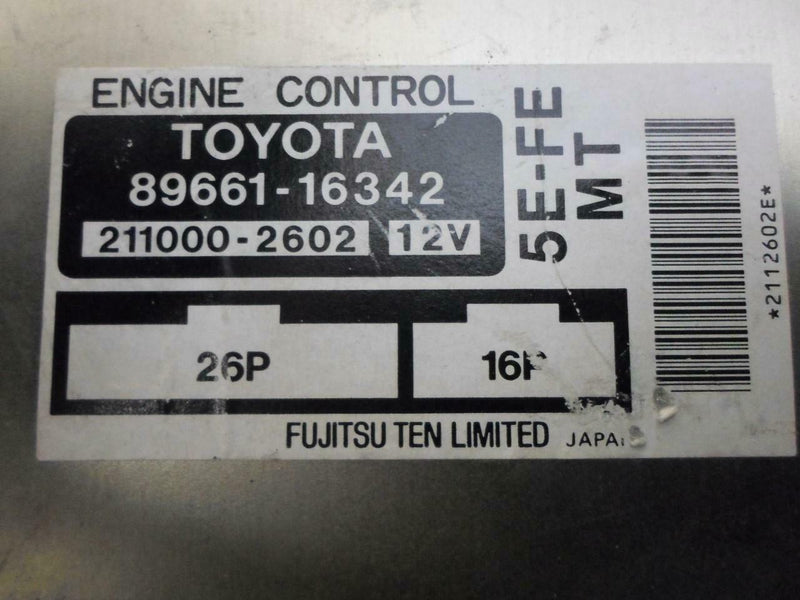 ENGINE CONTROL
TOYOTA
89661-16342
211000-2602 12V
5E-FE
MT
26P 16P
FUJITSU TEN LIMITED
*2112602E*